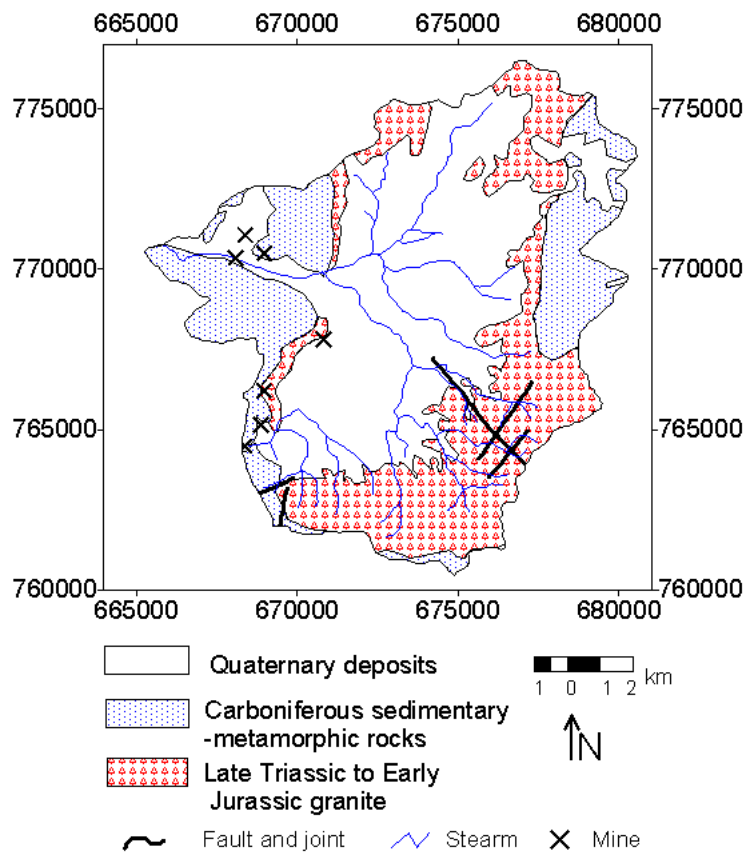 665000 670000 675000 680000
775000 775000
770000 770000
765000 765000
760000 760000
665000 670000 675000 680000
Quaternary deposits
1 0 1 2 km
Carboniferous sedimentary
-metamorphic rocks
N
Late Triassic to Early
Jurassic granite
Fault and joint Stearm Mine